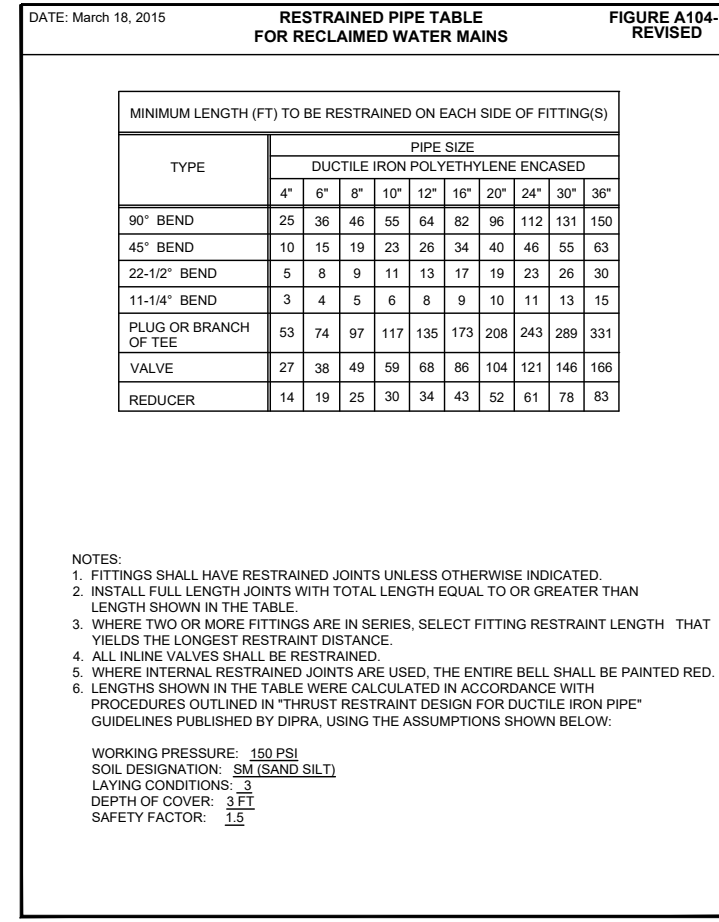 DATE: March 18, 2015
RESTRAINED PIPE TABLE
FOR RECLAIMED WATER MAINS
FIGURE A104-
REVISED
MINIMUM LENGTH (FT) TO BE RESTRAINED ON EACH SIDE OF FITTING(S)
TYPE
PIPE SIZE
DUCTILE IRON POLYETHYLENE ENCASED
4" 6" 8" 10" 12" 16" 20" 24" 30" 36"
90° BEND 25 36 46 55 64 82 96 112 131 150
45° BEND 10 15 19 23 26 34 40 46 55 63
22-1/2° BEND 5 8 9 11 13 17 19 23 26 30
11-1/4° BEND 3 4 5 6 8 9 10 11 13 15
PLUG OR BRANCH
OF TEE 53 74 97 117 135 173 208 243 289 331
VALVE 27 38 49 59 68 86 104 121 146 166
REDUCER 14 19 25 30 34 43 52 61 78 83
NOTES:
1. FITTINGS SHALL HAVE RESTRAINED JOINTS UNLESS OTHERWISE INDICATED.
2. INSTALL FULL LENGTH JOINTS WITH TOTAL LENGTH EQUAL TO OR GREATER THAN
LENGTH SHOWN IN THE TABLE.
3. WHERE TWO OR MORE FITTINGS ARE IN SERIES, SELECT FITTING RESTRAINT LENGTH THAT
YIELDS THE LONGEST RESTRAINT DISTANCE.
4. ALL INLINE VALVES SHALL BE RESTRAINED.
5. WHERE INTERNAL RESTRAINED JOINTS ARE USED, THE ENTIRE BELL SHALL BE PAINTED RED.
6. LENGTHS SHOWN IN THE TABLE WERE CALCULATED IN ACCORDANCE WITH
PROCEDURES OUTLINED IN "THRUST RESTRAINT DESIGN FOR DUCTILE IRON PIPE"
GUIDELINES PUBLISHED BY DIPRA, USING THE ASSUMPTIONS SHOWN BELOW:
WORKING PRESSURE: 150 PSI
SOIL DESIGNATION: SM (SAND SILT)
LAYING CONDITIONS: 3
DEPTH OF COVER: 3 FT
SAFETY FACTOR: 1.5